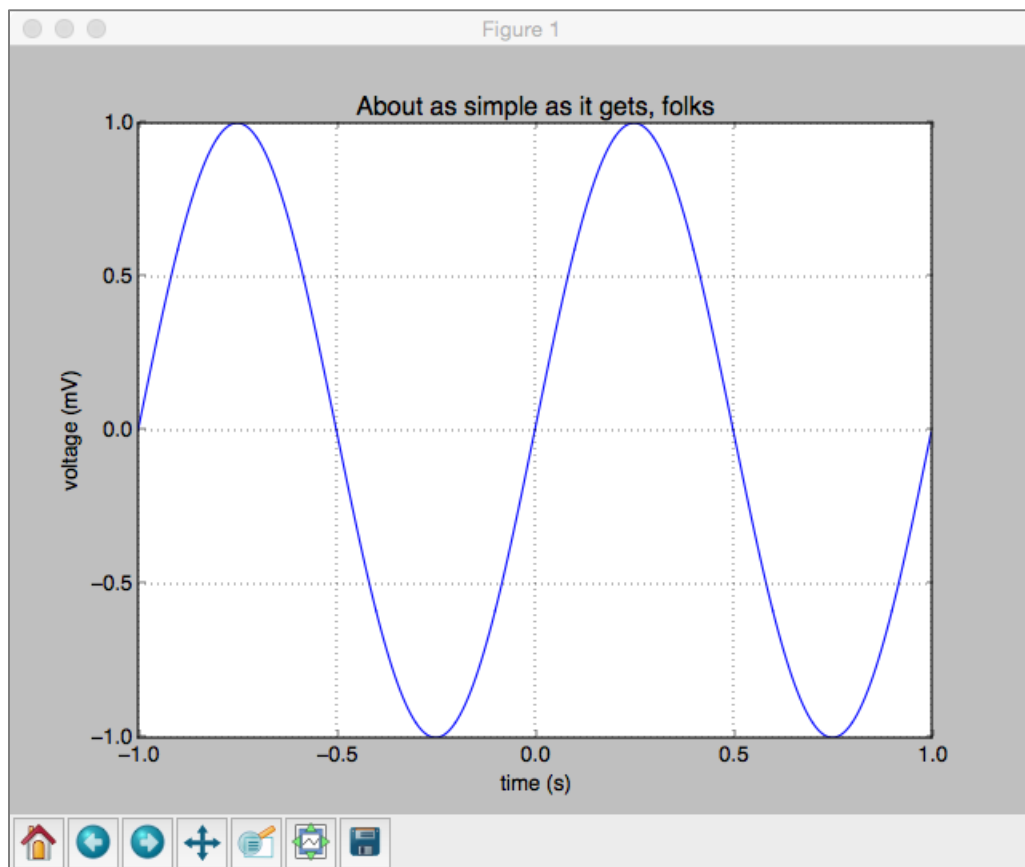 Figure 1
About as simple as it gets, folks
1.0
0.5
0.0
−0.5
−1.0
voltage (mV)
−1.0 −0.5 0.0 0.5 1.0
time (s)